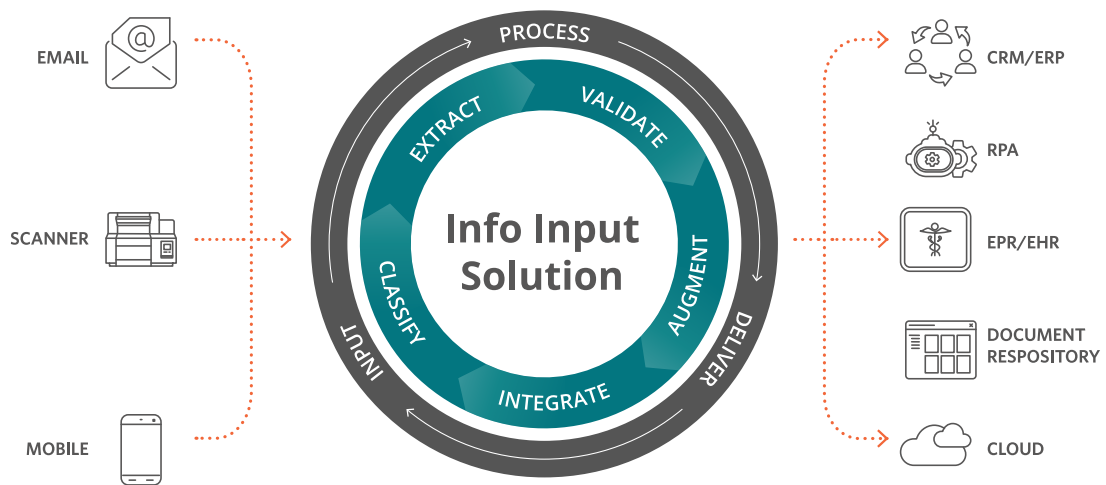 EMAIL
SCANNER
MOBILE
PROCESS
DELIVER
INPUT
EXTRACT
VALIDATE
AUGMENT
INTEGRATE
CLASSIFY
Info Input
Solution
CRM/ERP
RPA
EPR/EHR
DOCUMENT
RESPOSITORY
CLOUD